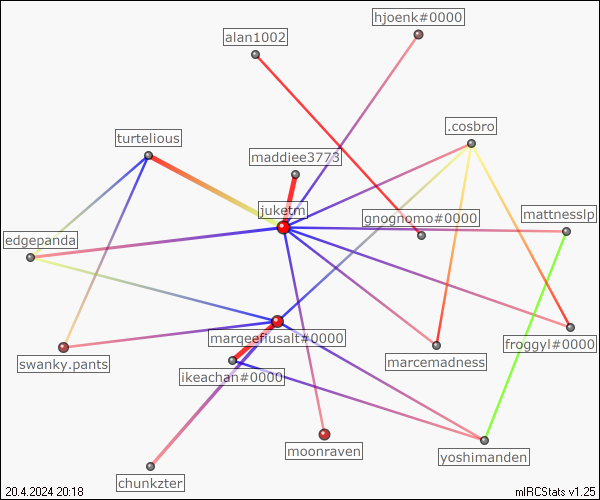 hjoenk#0000
alan1002
.cosbro
turtelious
maddiee3773
juketm
gnognomo#0000
mattnesslp
edgepanda
marqeeflusalt#0000
froggyl#0000
swanky.pants
marcemadness
ikeachan#0000
moonraven
yoshimanden
chunkzter
20.4.2024 20:18
mIRCStats v1.25